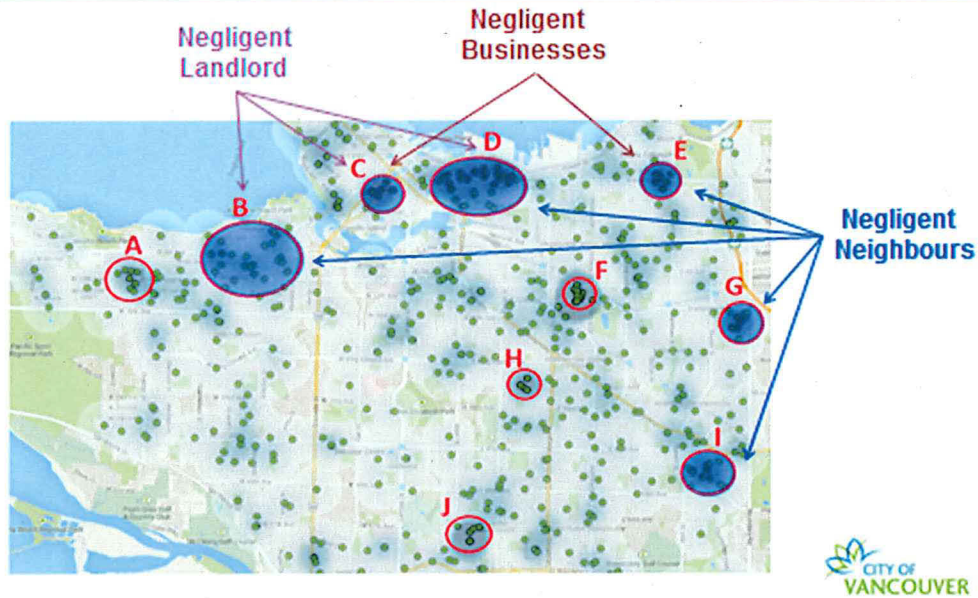 Negligent
Businesses
Negligent
Landlord
D
C
E
B
Negligent
Neighbours
A
F
G
H
I
J
CITY OF
VANCOUVER